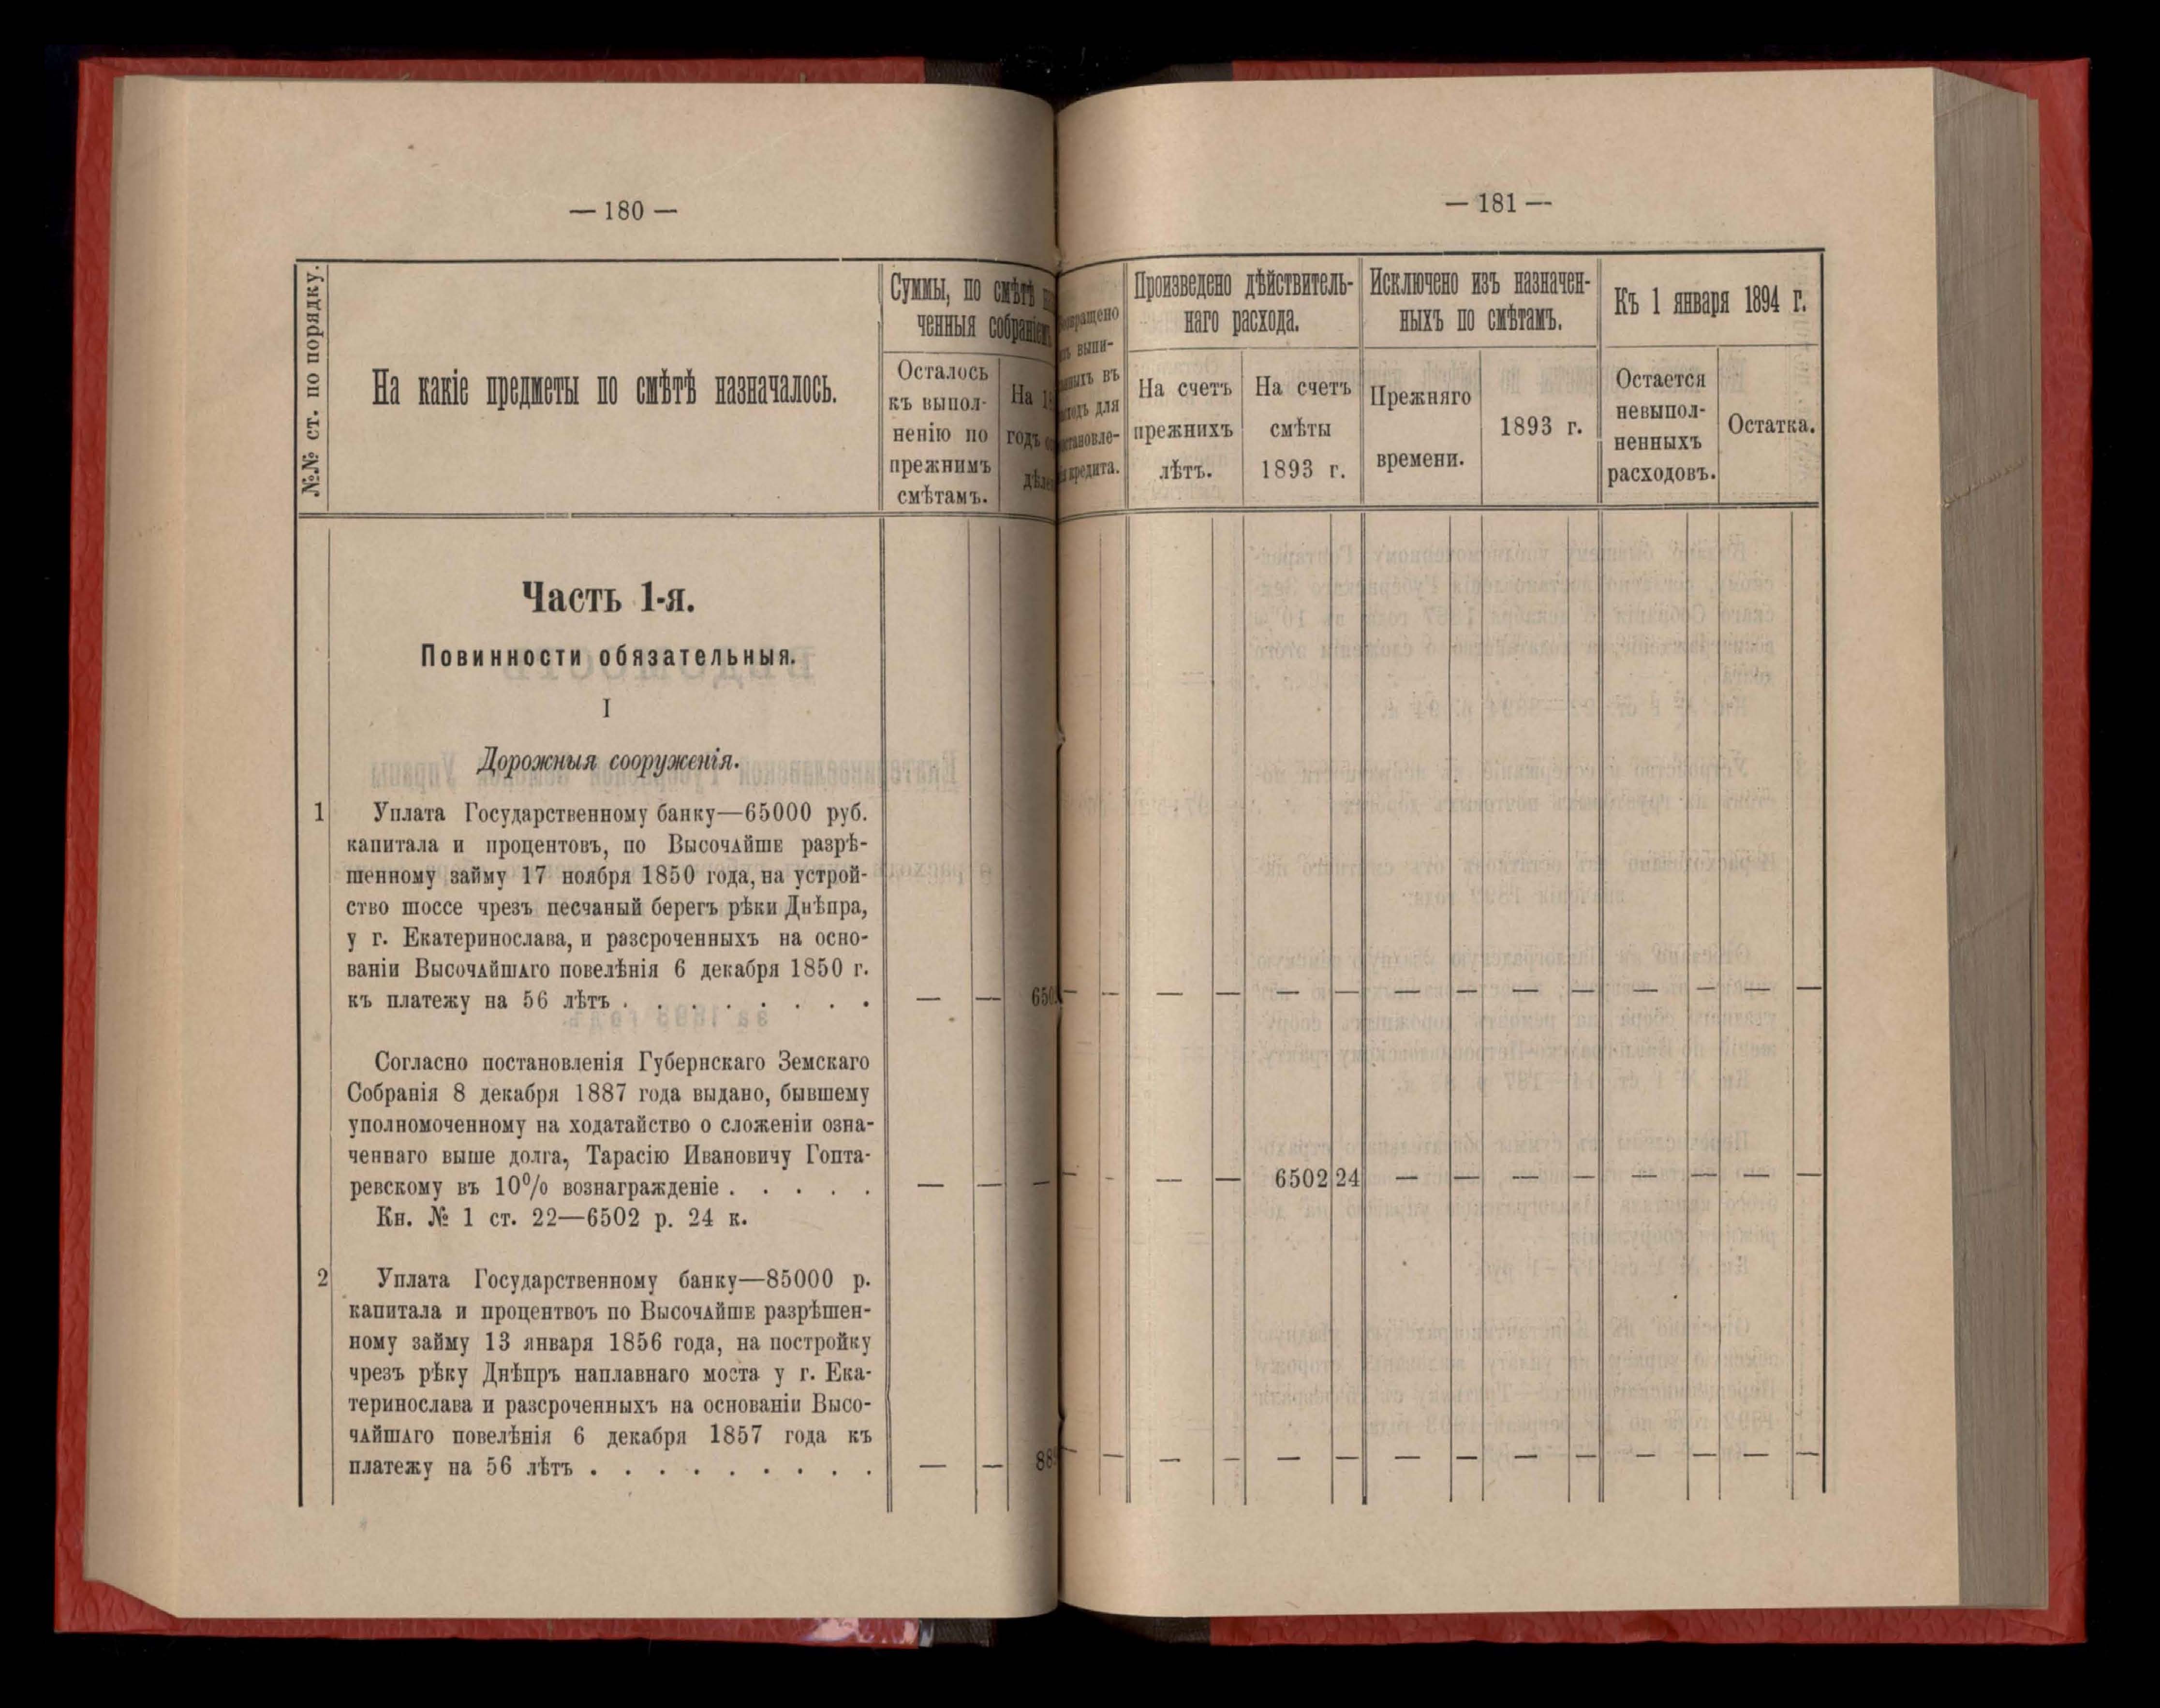 — 180 —
№№ ст. по порядку.
На какіе предметы по смѣтѣ назначалось.
Суммы, по смѣтѣ
ченныя собраніемъ
Осталось
къ выпол-
ненію по
прежнимъ
смѣтамъ.
На
годъ
Часть 1-я.
Повинности обязательныя.
I
Дорожныя сооруженія.
1 Уплата Государственному банку—65000 руб.
капитала и процентовъ, по ВысочАйшЕ разрѣ-
шенному займу 17 ноября 1850 года, на устрой-
ство шоссе чрезъ песчаный берегъ рѣки Днѣпра,
у г. Екатеринослава, и разсроченныхъ на осно-
ваніи ВысочАйшАго повелѣнія 6 декабря 1850 г.
къ платежу на 56 лѣтъ . . . . . . . . . — — 650
Согласно постановленія Губернскаго Земскаго
Собранія 8 декабря 1887 года выдано, бывшему
уполномоченному на ходатайство о сложеніи озна-
ченнаго выше долга, Тарасію Ивановичу Гопта-
ревскому въ 10% вознагражденіе . . . . . — — —
Кн. № 1 ст. 22—6502 р. 24 к.
2 Уплата Государственному банку—85000 р.
капитала и процентвоъ по ВысочАйшЕ разрѣшен-
ному займу 13 января 1856 года, на постройку
чрезъ рѣку Днѣпръ наплавнаго моста у г. Ека-
теринослава и разсроченныхъ на основаніи Высо-
чАйшАго повелѣнія 6 декабря 1857 года къ
платежу на 56 лѣтъ . . . . . . . . . — — 88
— 181 —
выпи-
въ
для
кредита.
Произведено дѣйствитель-
наго расхода.
На счетъ
прежнихъ
лѣтъ.
На счетъ
смѣты
1893 г.
Исключено изъ назначен-
ныхъ по смѣтамъ.
Прежняго
времени.
1893 г.
Къ 1 января 1894 г.
Остается
невыпол-
ненныхъ
расходовъ.
Остатка.
— — — — — — — — — — — — — —
— — — — 6502 24 — — — — — — — —
— — — — — — — — — — — — — —